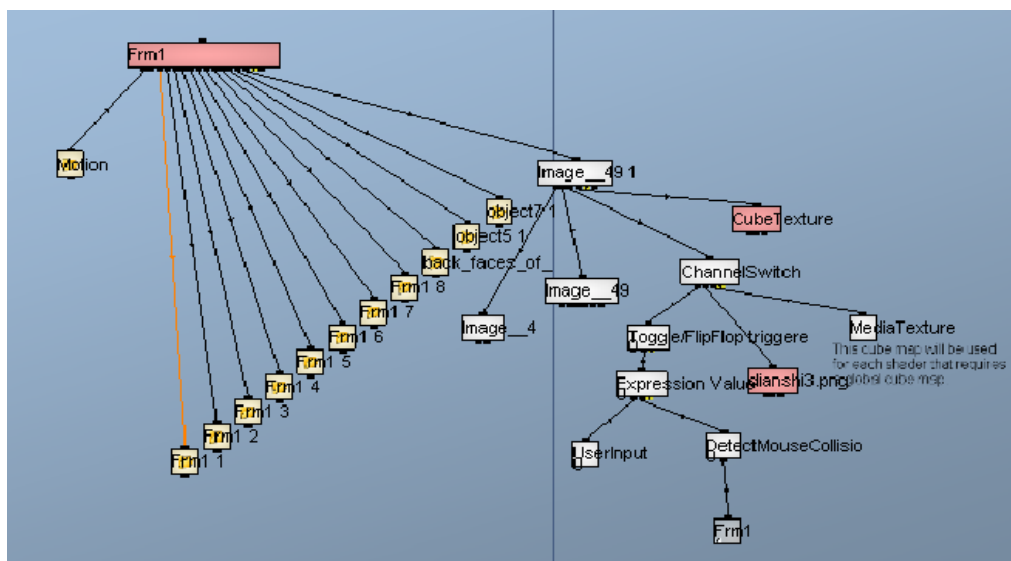 Frm1
Motion
Image__49 1
object7 1
CubeTexture
object5 1
back_faces_of_
ChannelSwitch
Frm1 8
Image__49
Frm1 7
Image__4
Toggle/FlipFlop triggere
MediaTexture
Frm1 6
This cube map will be used
for each shader that requires
a global cube map
Frm1 5
Expression Value
dianshi3.png
Frm1 4
Frm1 3
Frm1 2
UserInput
DetectMouseCollisio
Frm1 1
Frm1